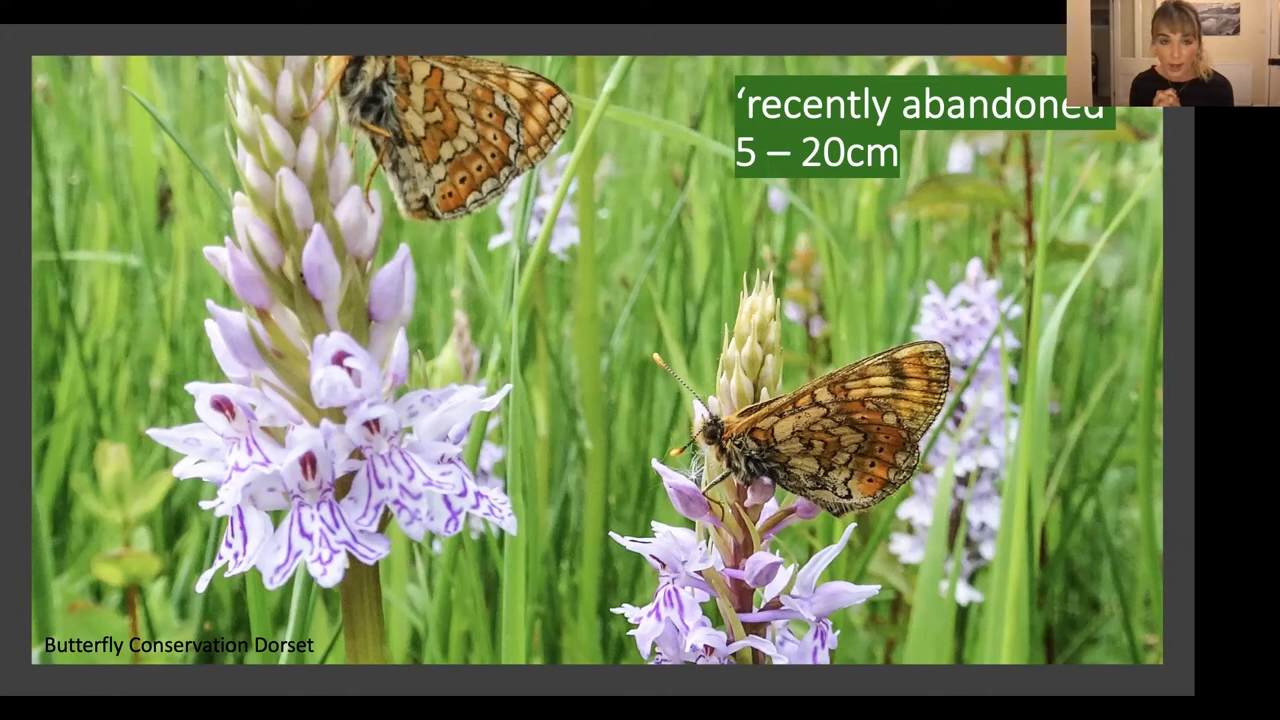 ‘recently abandoned’
5 – 20cm
Butterfly Conservation Dorset